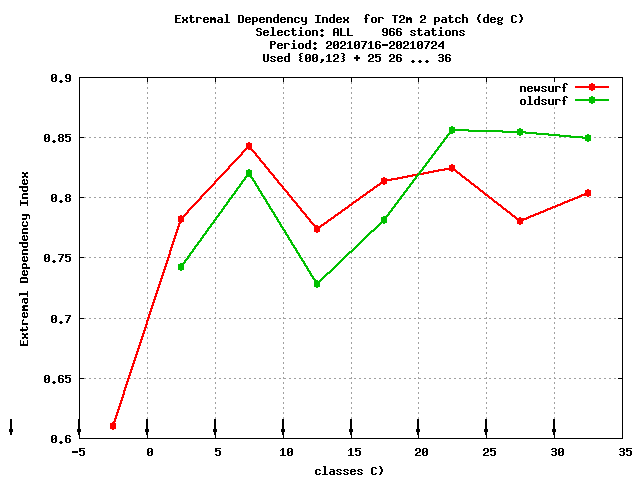 Extremal Dependency Index  for T2m 2 patch (deg C)
Selection: ALL    966 stations
Period: 20210716-20210724
Used {00,12} + 25 26 ... 36
newsurf
oldsurf
Extremal Dependency Index
0.9
0.85
0.8
0.75
0.7
0.65
0.6
-5 0 5 10 15 20 25 30 35
classes C)